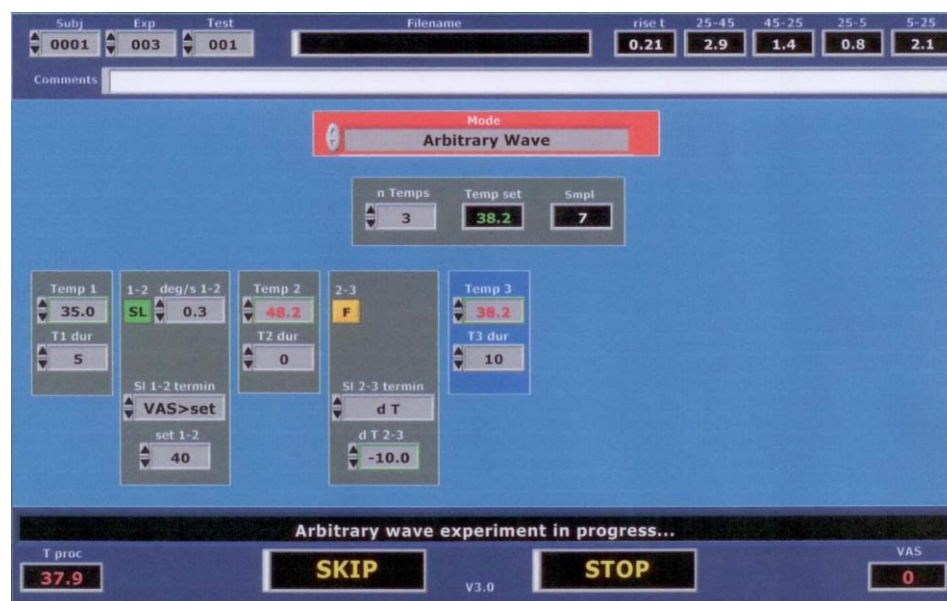 Subj Exp Test Filename rise t 25-45 45-25 25-5 5-25
0001 003 001 0.21 2.9 1.4 0.8 2.1
Comments
Mode
Arbitrary Wave
n Temps Temp set Smpl
3 38.2 7
Temp 1 1-2 deg/s 1-2 Temp 2 2-3 Temp 3
35.0 SL 0.3 48.2 F 38.2
T1 dur T2 dur T3 dur
5 0 10
Sl 1-2 termin Sl 2-3 termin
VAS>set d T
set 1-2 d T 2-3
40 -10.0
Arbitrary wave experiment in progress...
T proc SKIP STOP VAS
37.9 V3.0 0